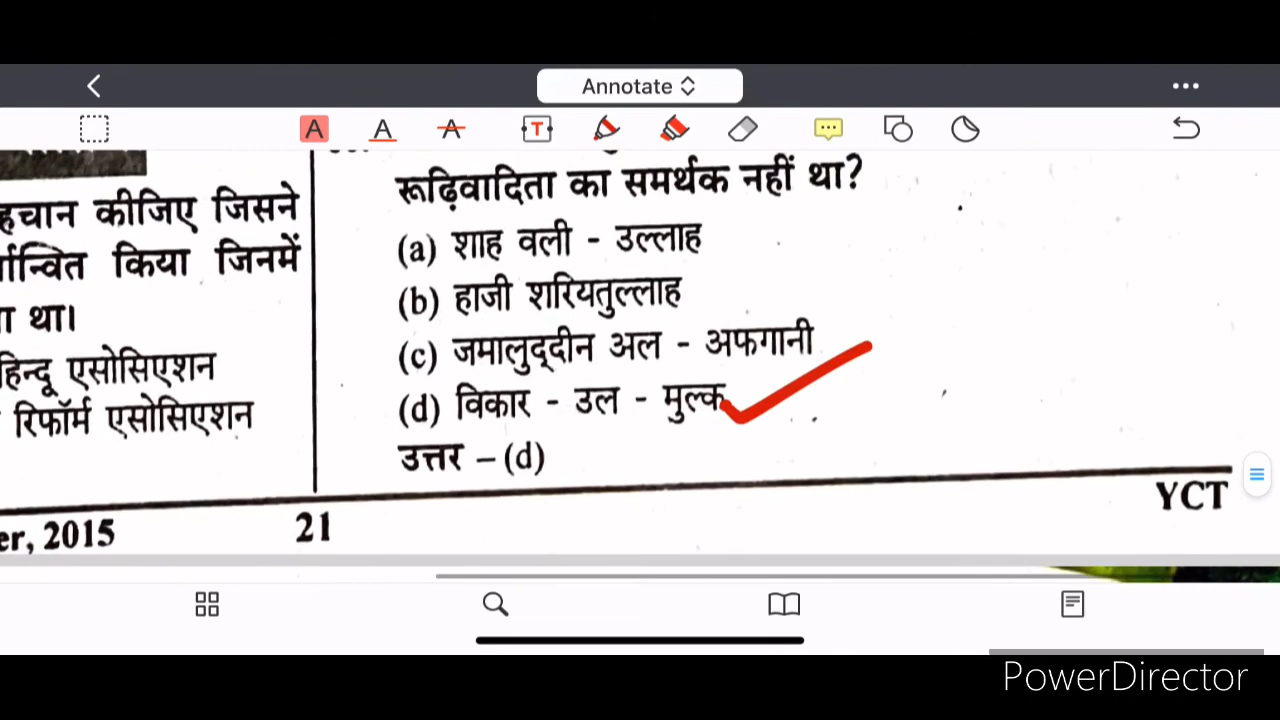 Annotate
हचान कीजिए जिसने
र्यान्वित किया जिनमें
ा था।
हिन्दू एसोसिएशन
रिफॉर्म एसोसिएशन
रूढ़िवादिता का समर्थक नहीं था?
(a) शाह वली - उल्लाह
(b) हाजी शरियतुल्लाह
(c) जमालुद्दीन अल - अफगानी
(d) विकार - उल - मुल्क
उत्तर – (d)
er, 2015
21
YCT
PowerDirector